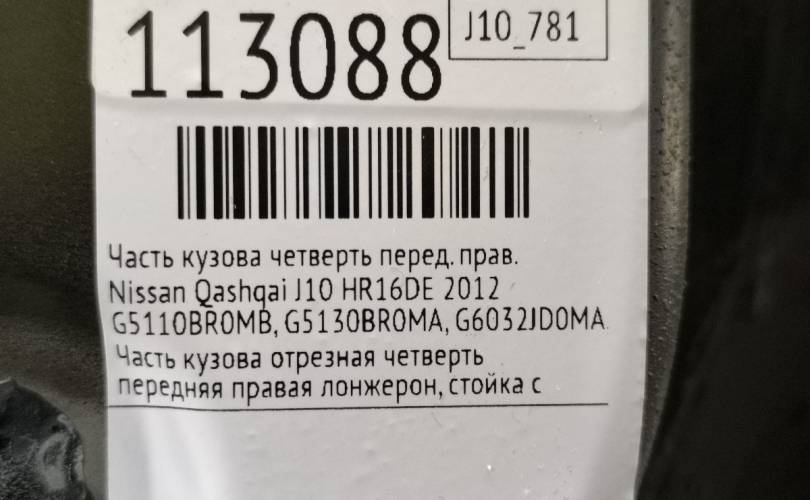 113088
J10_781
Часть кузова четверть перед. прав.
Nissan Qashqai J10 HR16DE 2012
G5110BR0MB, G5130BR0MA, G6032JD0MA
Часть кузова отрезная четверть
передняя правая лонжерон, стойка с